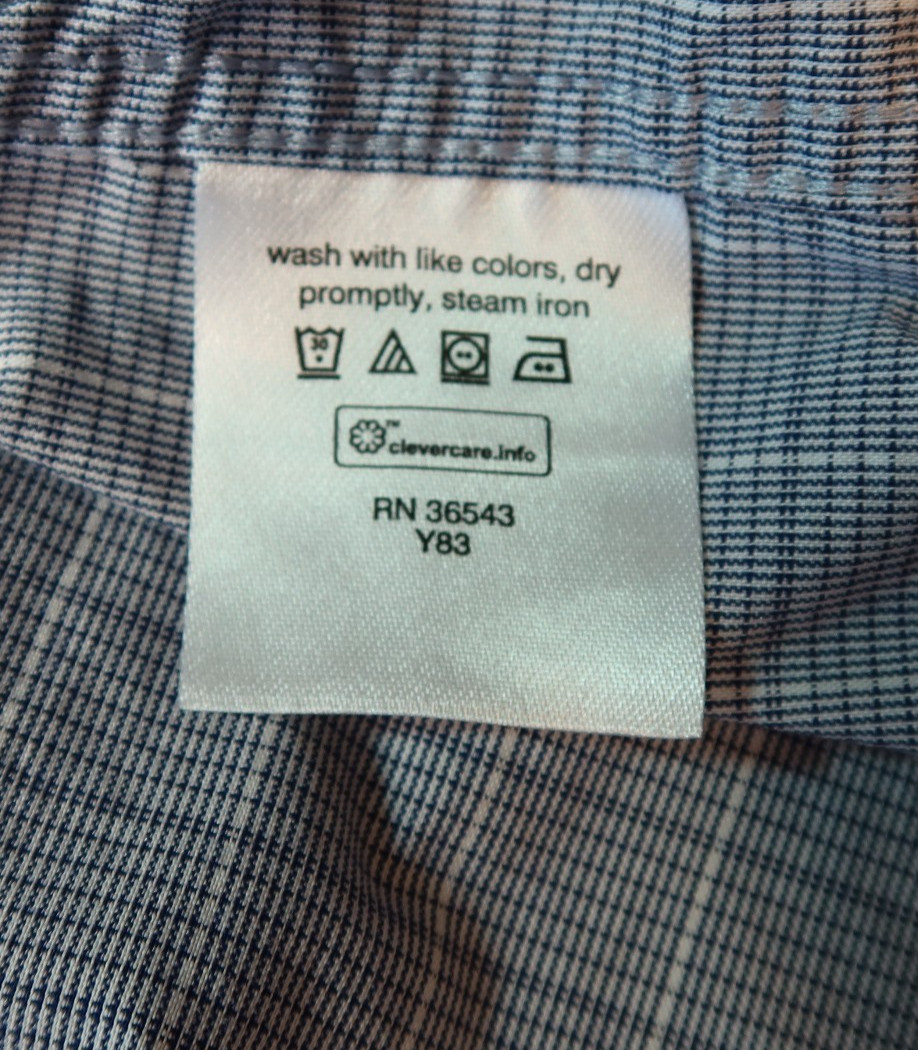 wash with like colors, dry
promptly, steam iron
30
™
clevercare.info
RN 36543
Y83